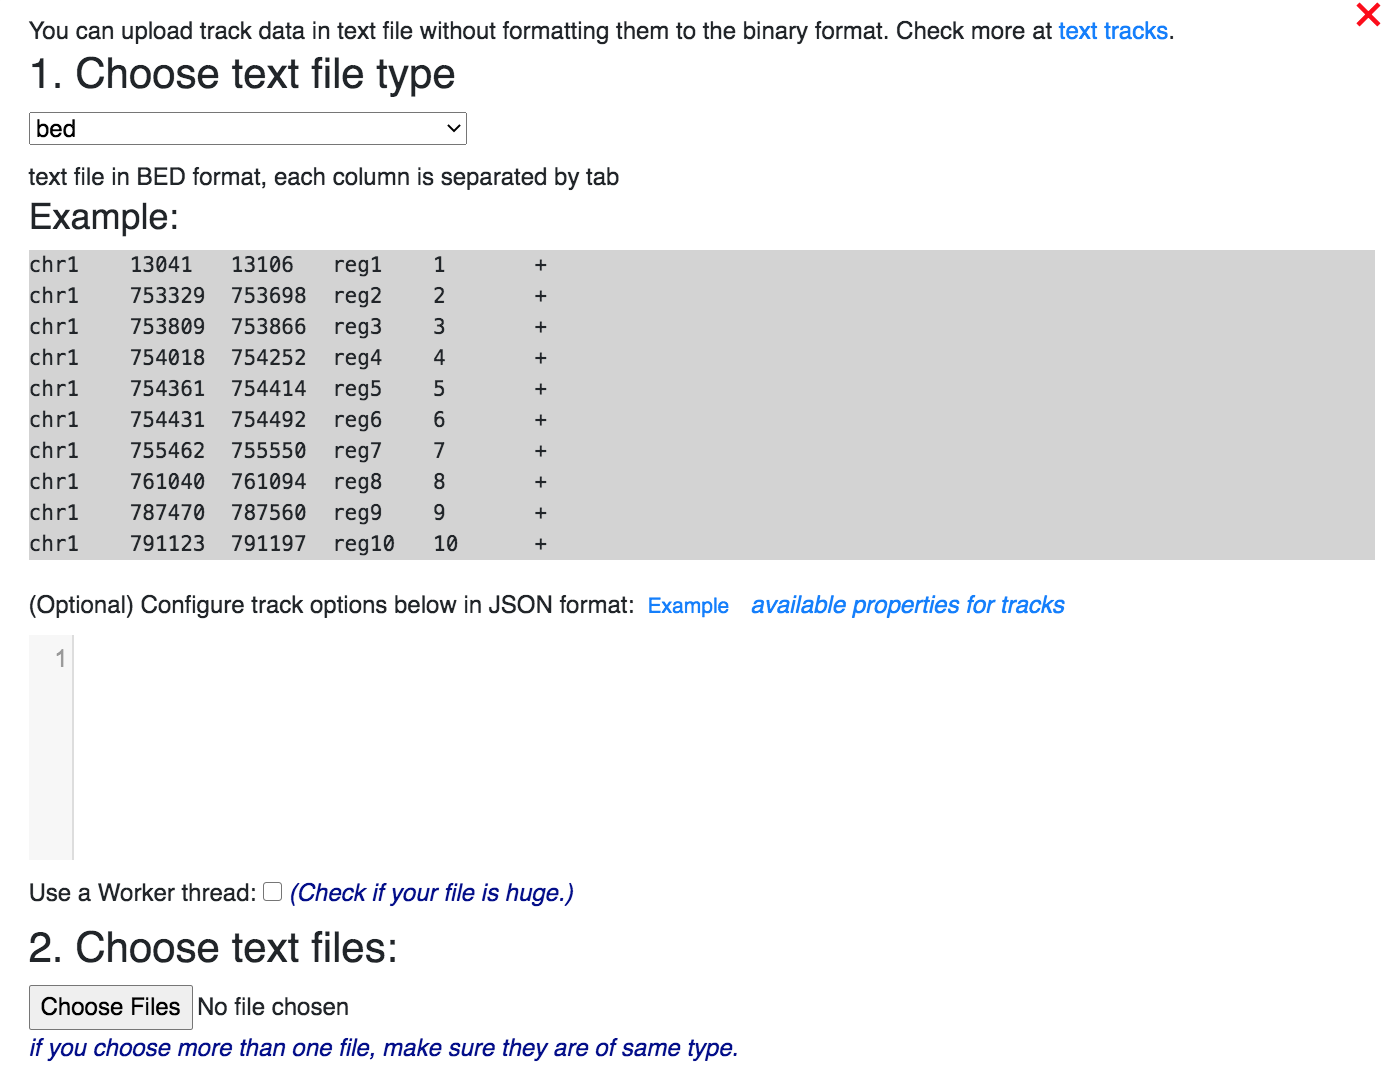 You can upload track data in text file without formatting them to the binary format. Check more at text tracks.
1. Choose text file type
bed
text file in BED format, each column is separated by tab
Example:
chr1 13041 13106 reg1 1 +
chr1 753329 753698 reg2 2 +
chr1 753809 753866 reg3 3 +
chr1 754018 754252 reg4 4 +
chr1 754361 754414 reg5 5 +
chr1 754431 754492 reg6 6 +
chr1 755462 755550 reg7 7 +
chr1 761040 761094 reg8 8 +
chr1 787470 787560 reg9 9 +
chr1 791123 791197 reg10 10 +
(Optional) Configure track options below in JSON format: Example available properties for tracks
1
Use a Worker thread: (Check if your file is huge.)
2. Choose text files:
Choose Files No file chosen
if you choose more than one file, make sure they are of same type.